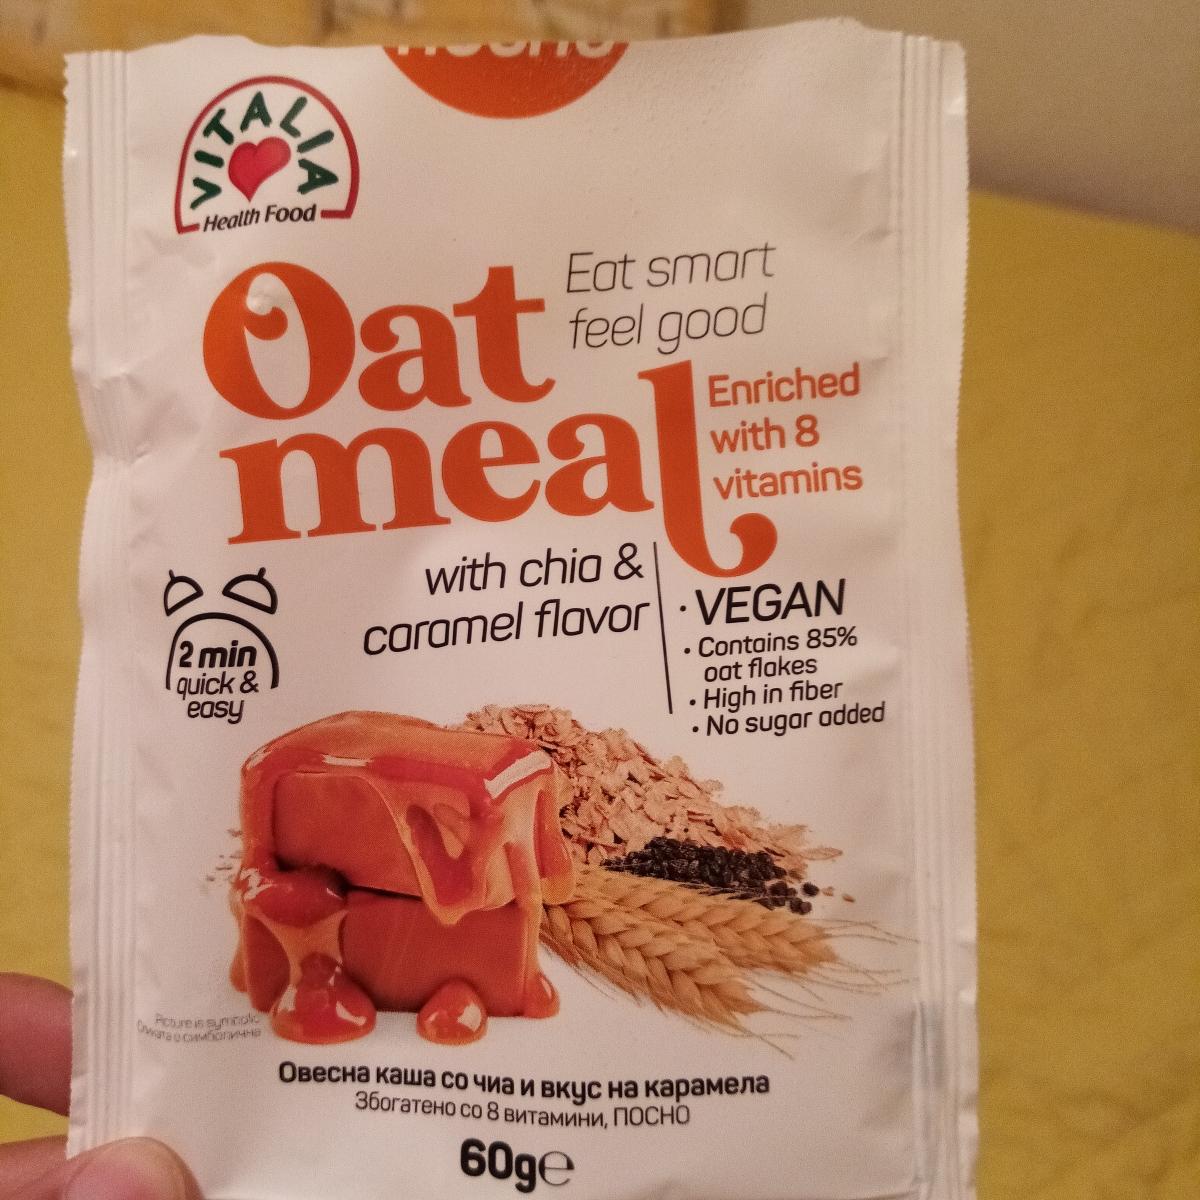 VITALIA
Health Food
Oat
meal
Eat smart
feel good
Enriched
with 8
vitamins
with chia &
caramel flavor
· VEGAN
• Contains 85%
oat flakes
• High in fiber
• No sugar added
2 min
quick &
easy
Picture is symbolic
Сликата е симболична
Овесна каша со чиа и вкус на карамела
Збогатено со 8 витамини, ПОСНО
60g℮